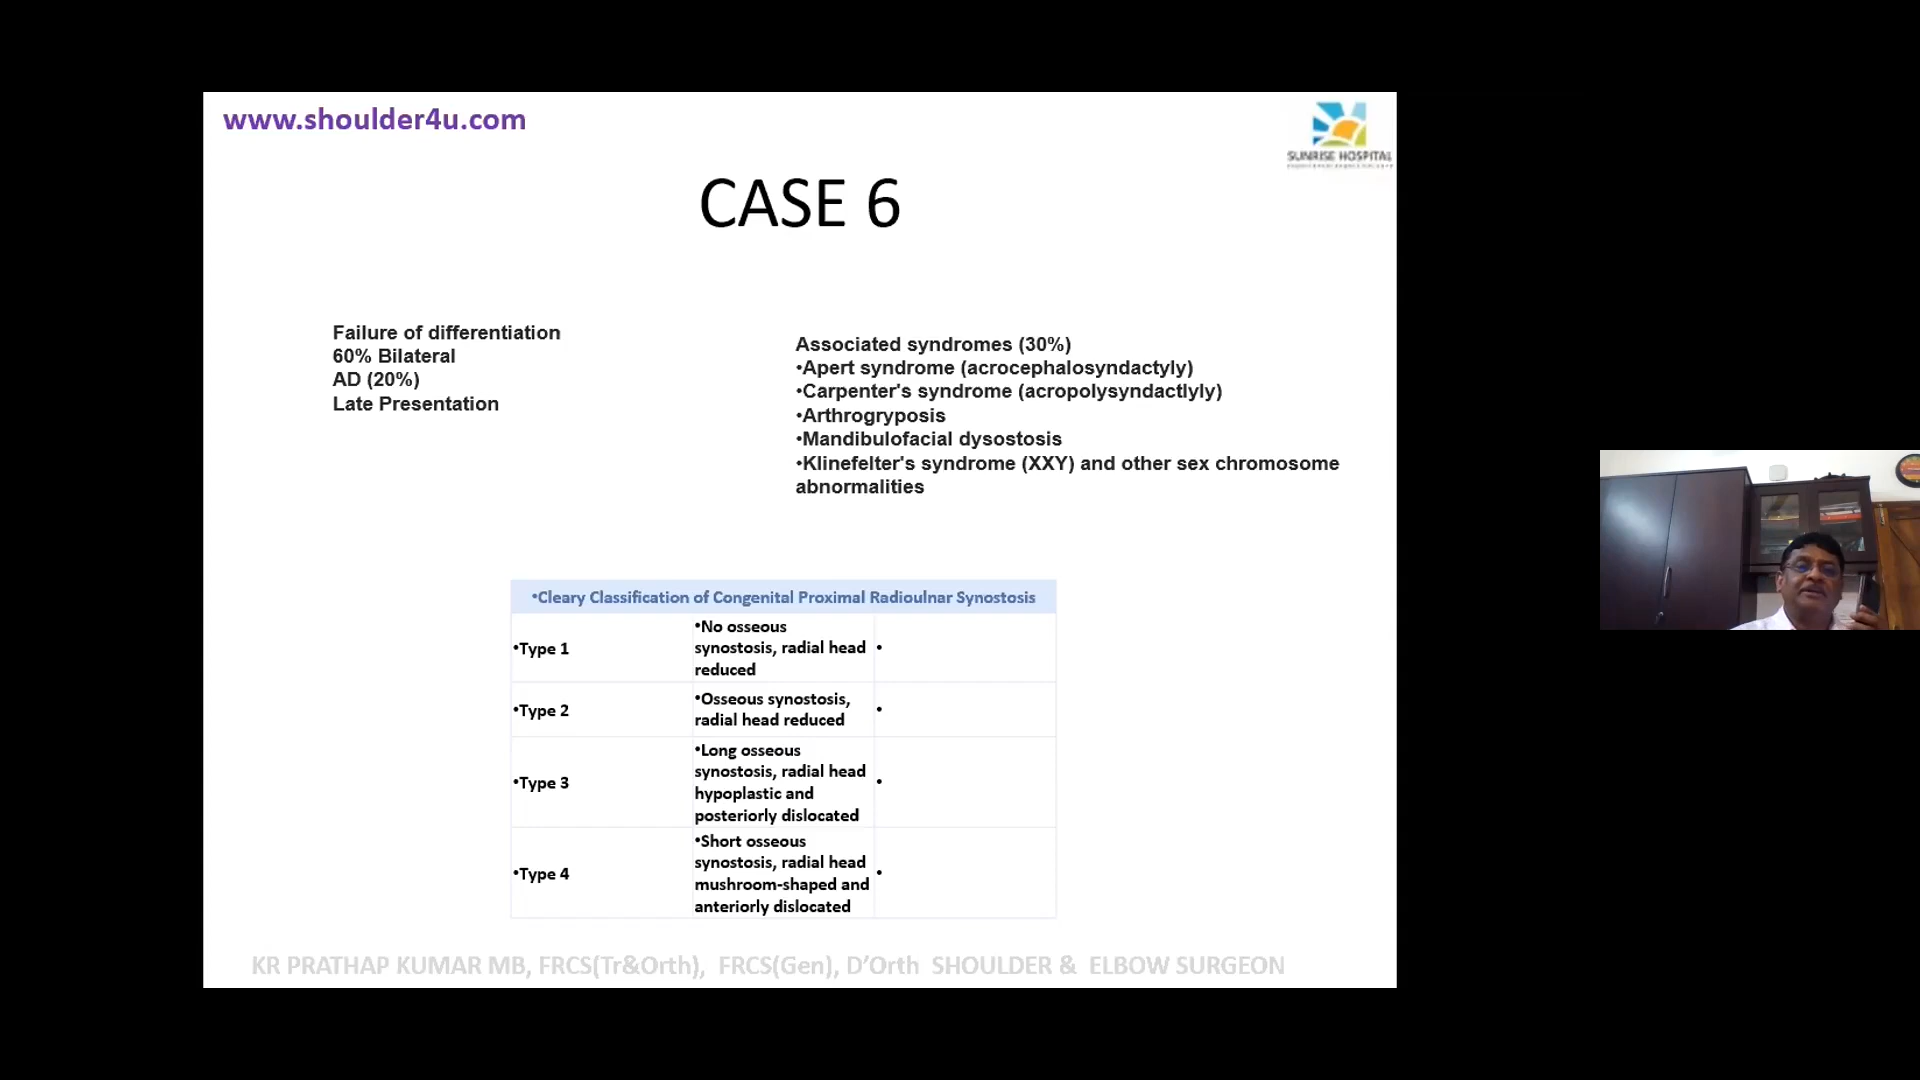 www.shoulder4u.com
SUNRISE HOSPITAL
CASE 6
Failure of differentiation
60% Bilateral
AD (20%)
Late Presentation
Associated syndromes (30%)
•Apert syndrome (acrocephalosyndactyly)
•Carpenter's syndrome (acropolysyndactlyly)
•Arthrogryposis
•Mandibulofacial dysostosis
•Klinefelter's syndrome (XXY) and other sex chromosome
abnormalities
•Cleary Classification of Congenital Proximal Radioulnar Synostosis
•Type 1
•No osseous
synostosis, radial head
reduced
•
•Type 2
•Osseous synostosis,
radial head reduced
•
•Type 3
•Long osseous
synostosis, radial head
hypoplastic and
posteriorly dislocated
•
•Type 4
•Short osseous
synostosis, radial head
mushroom-shaped and
anteriorly dislocated
•
KR PRATHAP KUMAR MB, FRCS(Tr&Orth), FRCS(Gen), D’Orth SHOULDER & ELBOW SURGEON